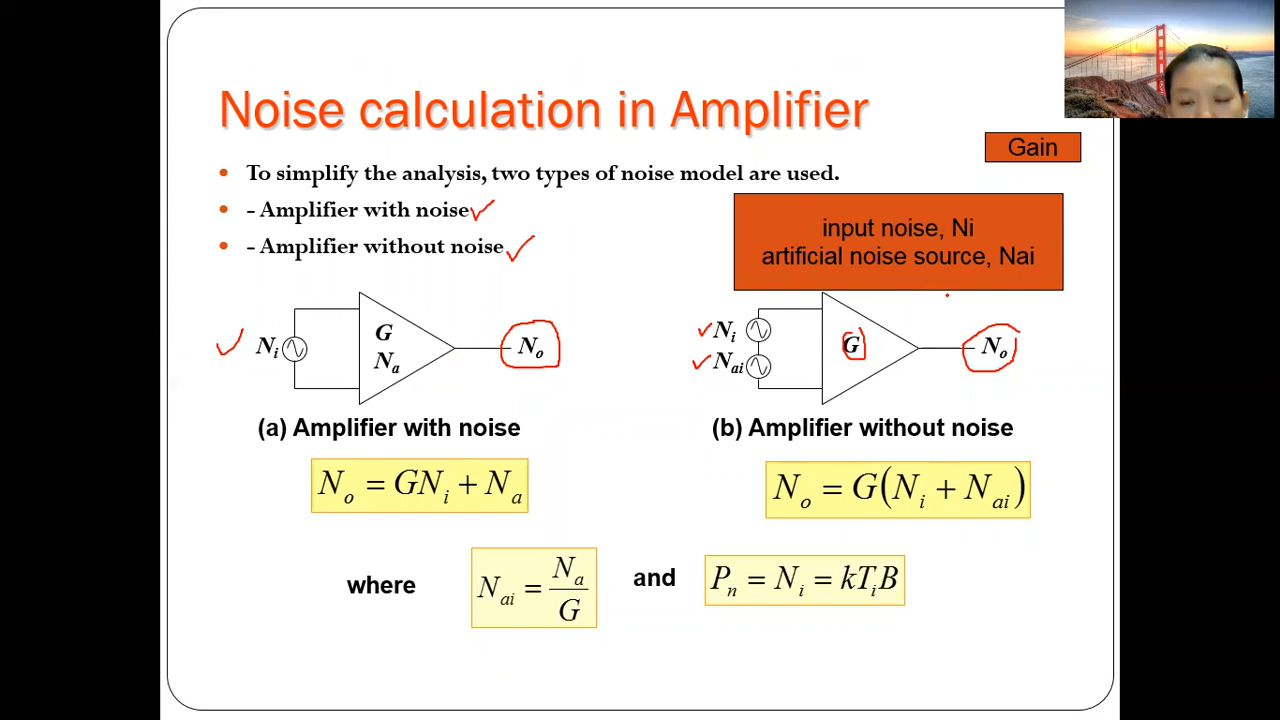 Noise calculation in Amplifier
Gain
• To simplify the analysis, two types of noise model are used.
• - Amplifier with noise
• - Amplifier without noise
input noise, Ni
artificial noise source, Nai
Nᵢ
G
Nₐ
Nₒ
Nᵢ
Nₐᵢ
G
Nₒ
(a) Amplifier with noise
(b) Amplifier without noise
Nₒ = GNᵢ + Nₐ
Nₒ = G(Nᵢ + Nₐᵢ)
where
Nₐᵢ = Nₐ / G
and
Pₙ = Nᵢ = kTᵢB